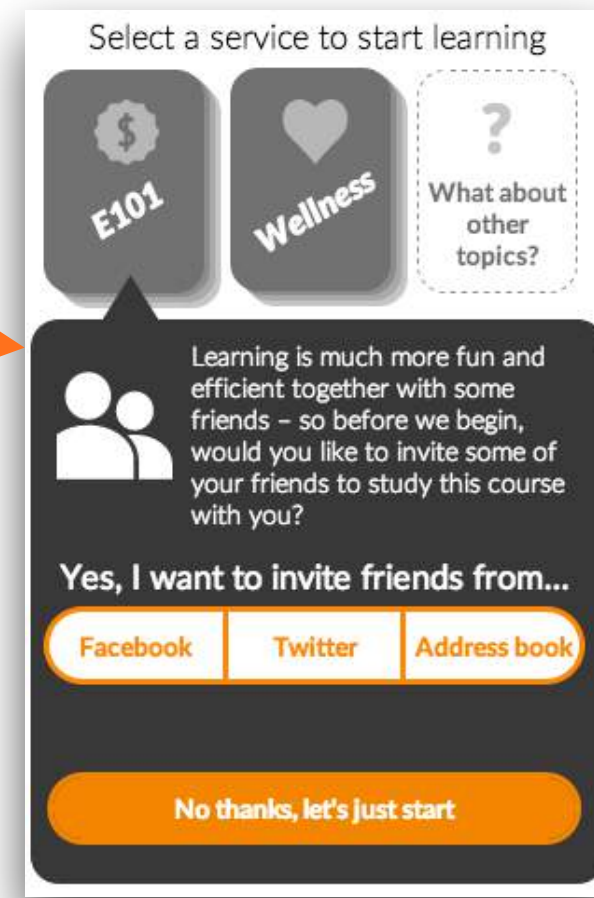 Select a service to start learning
$
E101
Wellness
?
What about
other
topics?
Learning is much more fun and
efficient together with some
friends – so before we begin,
would you like to invite some of
your friends to study this course
with you?
Yes, I want to invite friends from...
Facebook
Twitter
Address book
No thanks, let's just start